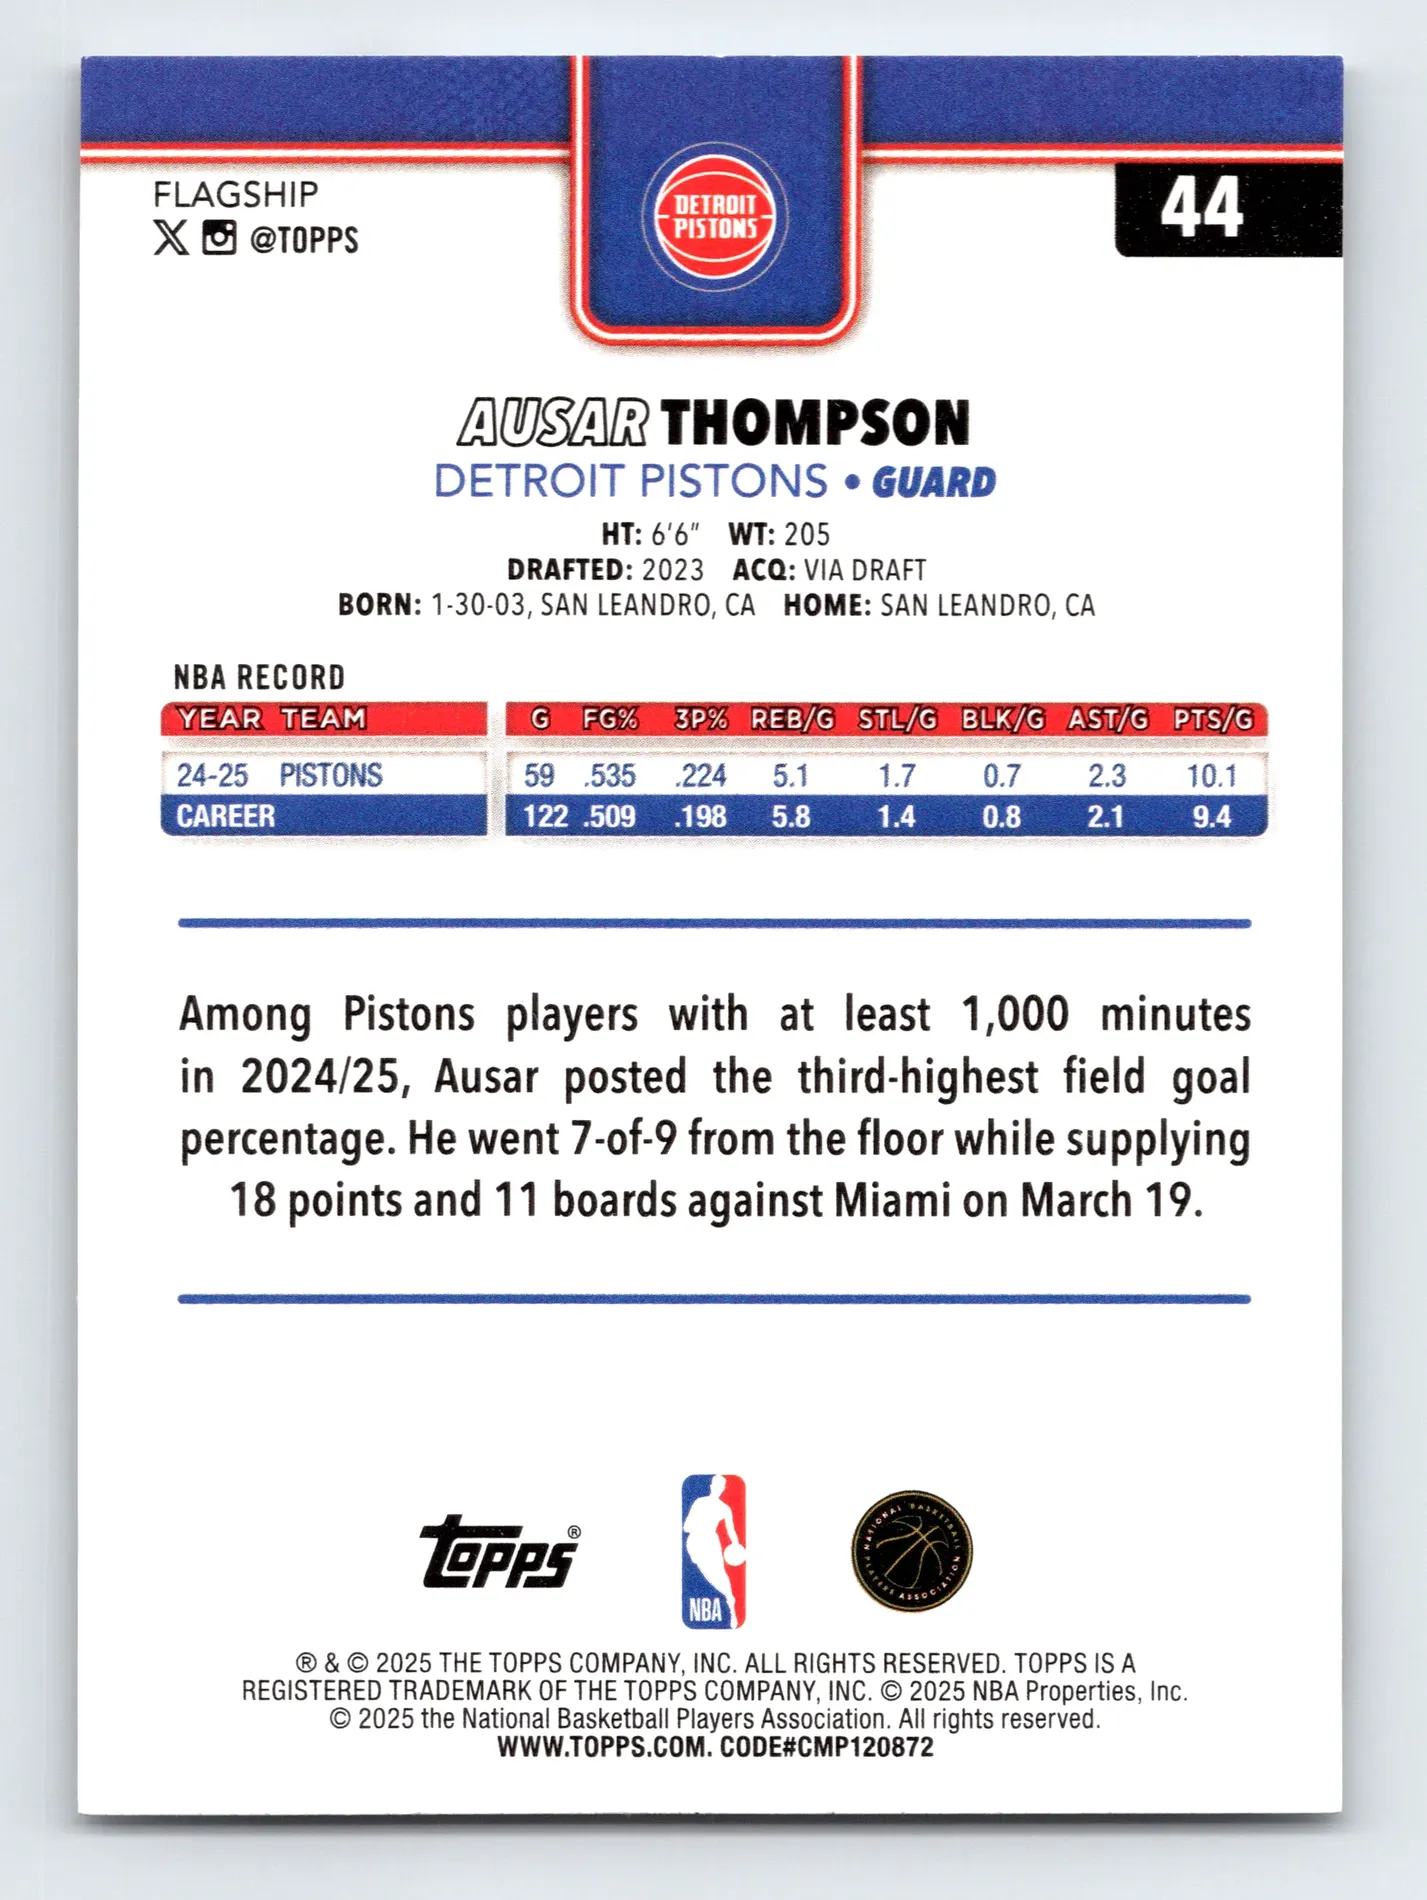 FLAGSHIP
@TOPPS
44
DETROIT
PISTONS
AUSAR THOMPSON
DETROIT PISTONS • GUARD
HT: 6'6" WT: 205
DRAFTED: 2023 ACQ: VIA DRAFT
BORN: 1-30-03, SAN LEANDRO, CA HOME: SAN LEANDRO, CA
NBA RECORD
YEAR TEAM G FG% 3P% REB/G STL/G BLK/G AST/G PTS/G
24-25 PISTONS 59 .535 .224 5.1 1.7 0.7 2.3 10.1
CAREER 122 .509 .198 5.8 1.4 0.8 2.1 9.4
Among Pistons players with at least 1,000 minutes
in 2024/25, Ausar posted the third-highest field goal
percentage. He went 7-of-9 from the floor while supplying
18 points and 11 boards against Miami on March 19.
topps®
NBA
NATIONAL BASKETBALL PLAYERS ASSOCIATION
® & © 2025 THE TOPPS COMPANY, INC. ALL RIGHTS RESERVED. TOPPS IS A
REGISTERED TRADEMARK OF THE TOPPS COMPANY, INC. © 2025 NBA Properties, Inc.
© 2025 the National Basketball Players Association. All rights reserved.
WWW.TOPPS.COM. CODE#CMP120872